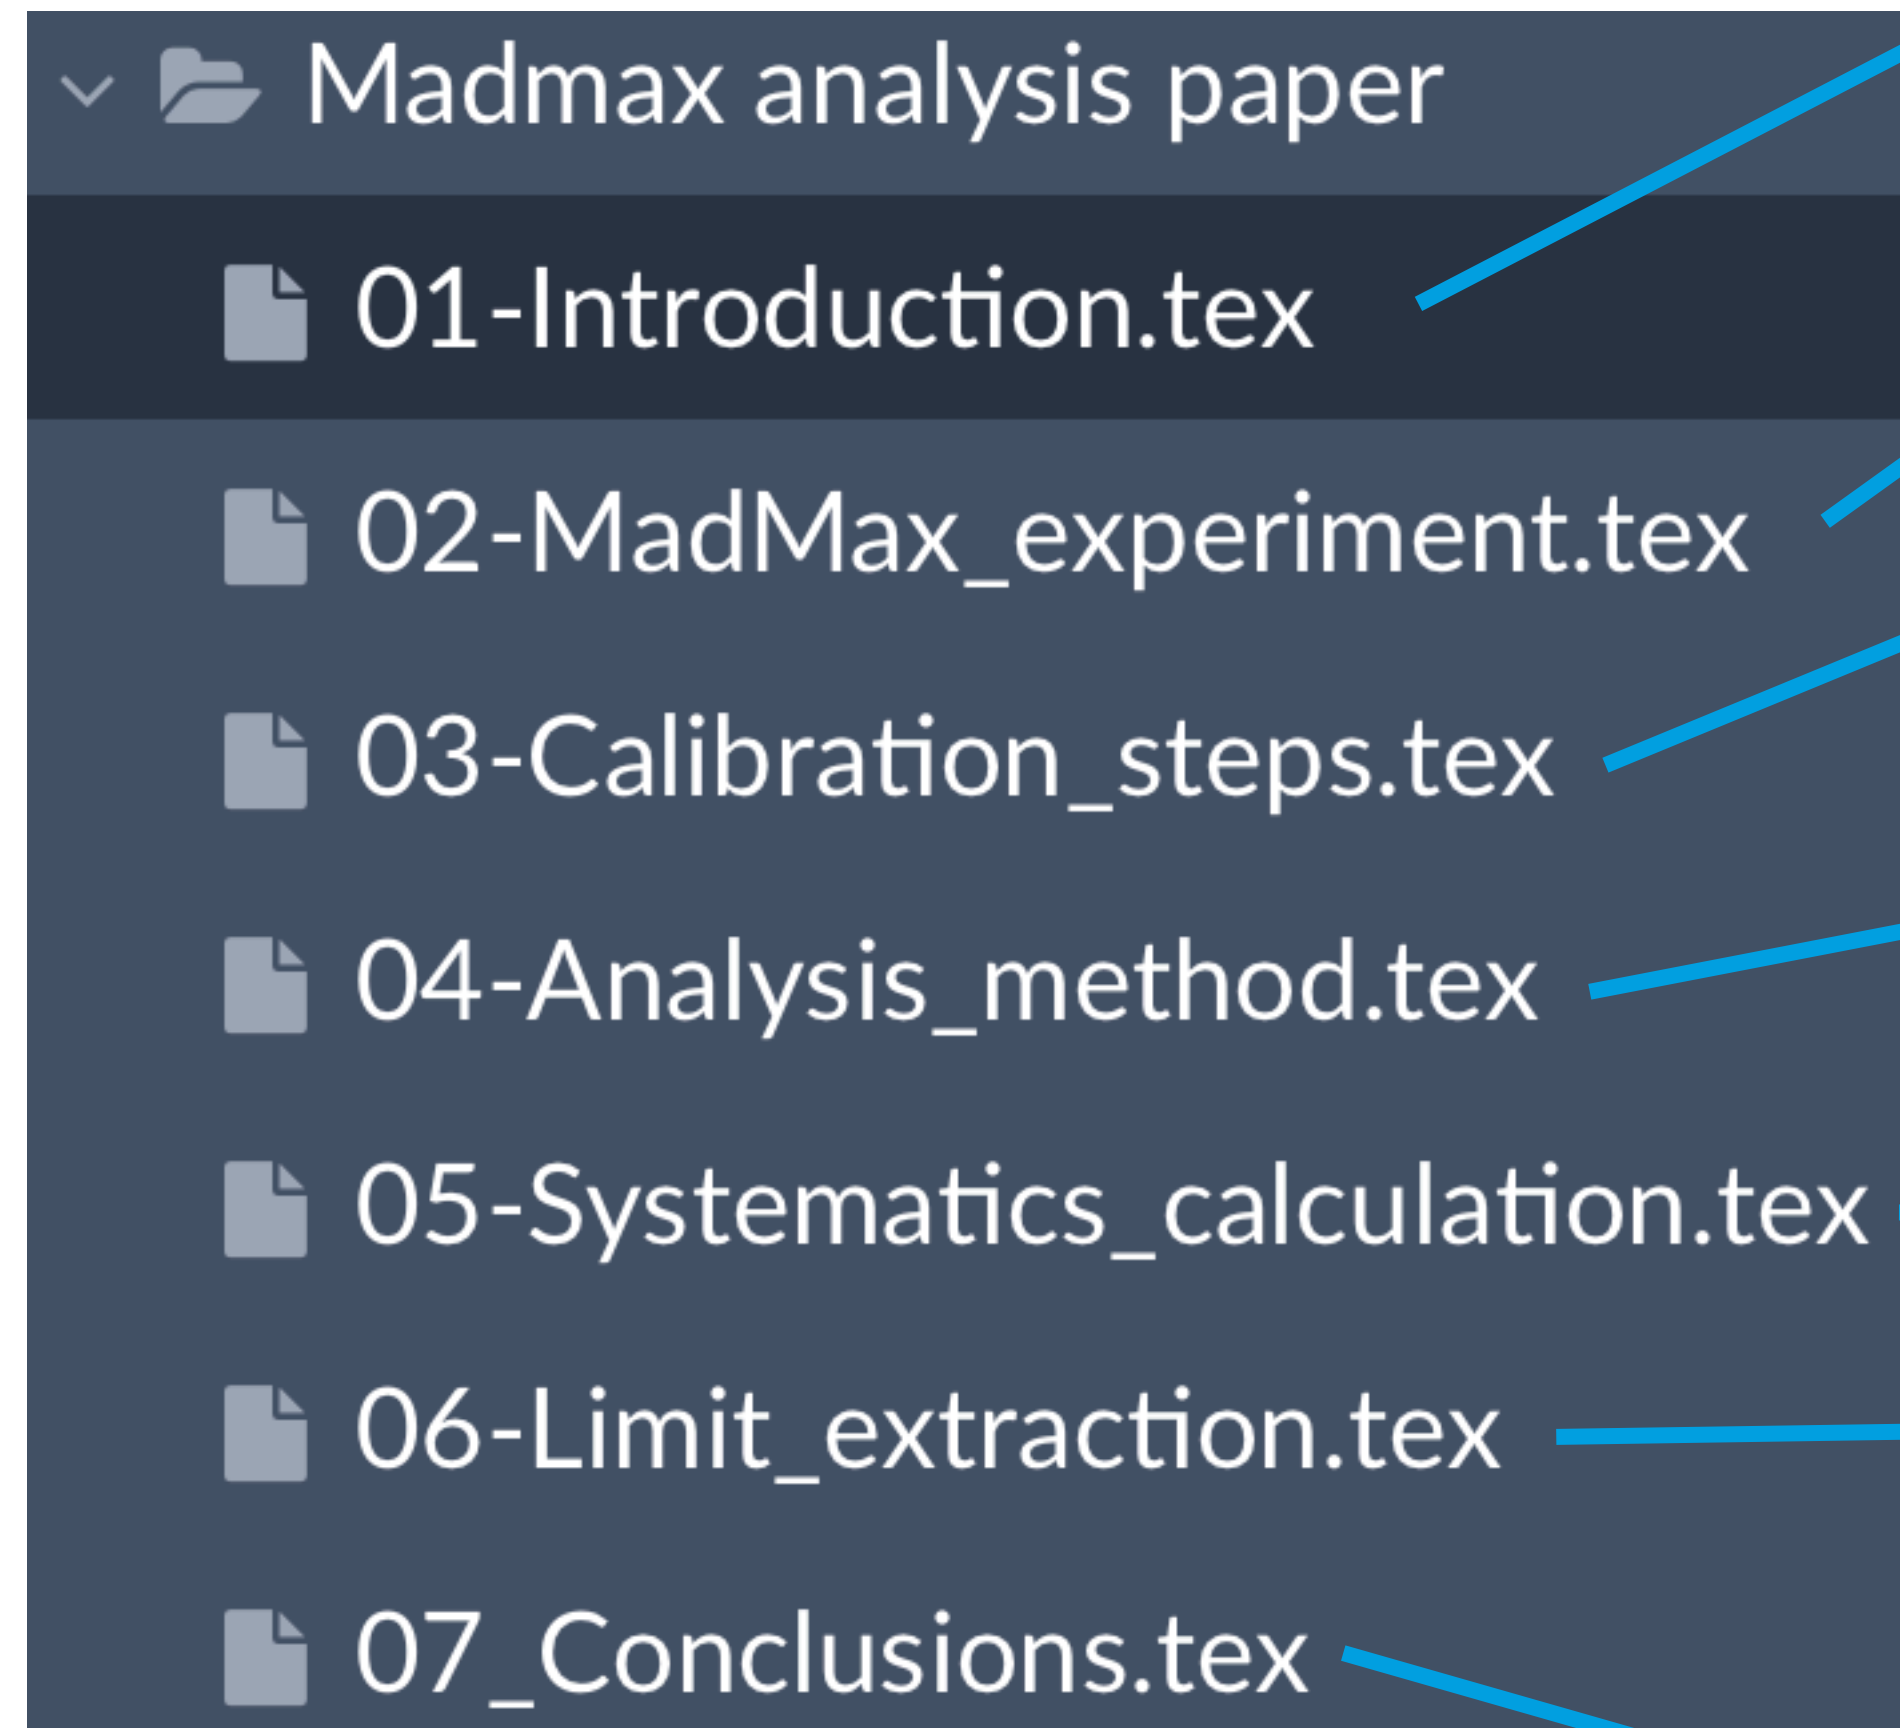 Madmax analysis paper
01-Introduction.tex
02-MadMax_experiment.tex
03-Calibration_steps.tex
04-Analysis_method.tex
05-Systematics_calculation.tex
06-Limit_extraction.tex
07_Conclusions.tex